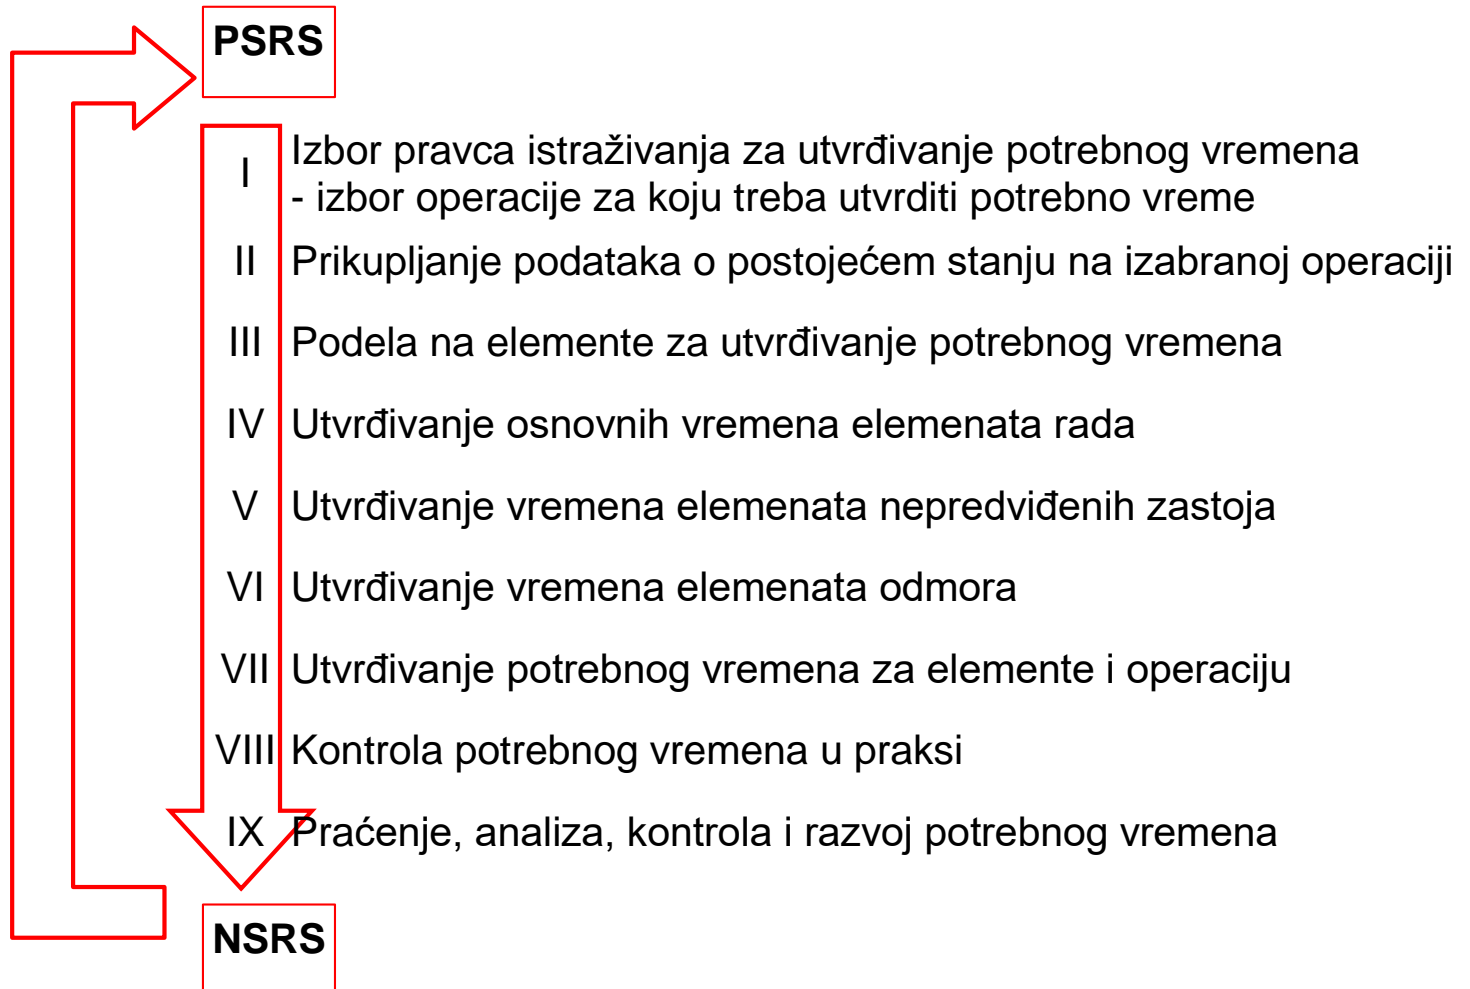 PSRS
I Izbor pravca istraživanja za utvrđivanje potrebnog vremena
- izbor operacije za koju treba utvrditi potrebno vreme
II Prikupljanje podataka o postojećem stanju na izabranoj operaciji
III Podela na elemente za utvrđivanje potrebnog vremena
IV Utvrđivanje osnovnih vremena elemenata rada
V Utvrđivanje vremena elemenata nepredviđenih zastoja
VI Utvrđivanje vremena elemenata odmora
VII Utvrđivanje potrebnog vremena za elemente i operaciju
VIII Kontrola potrebnog vremena u praksi
IX Praćenje, analiza, kontrola i razvoj potrebnog vremena
NSRS